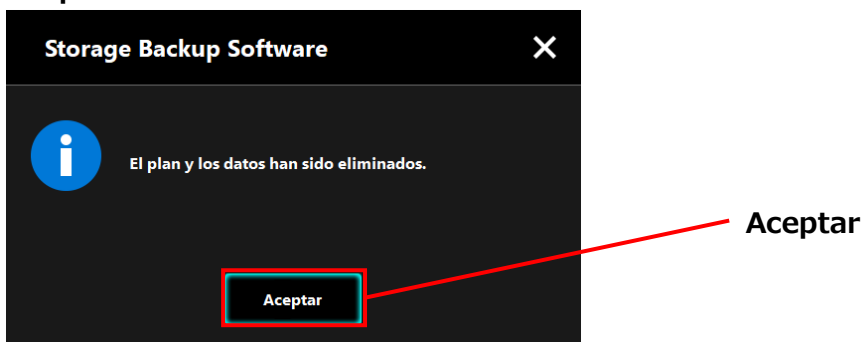 Storage Backup Software
El plan y los datos han sido eliminados.
Aceptar
Aceptar